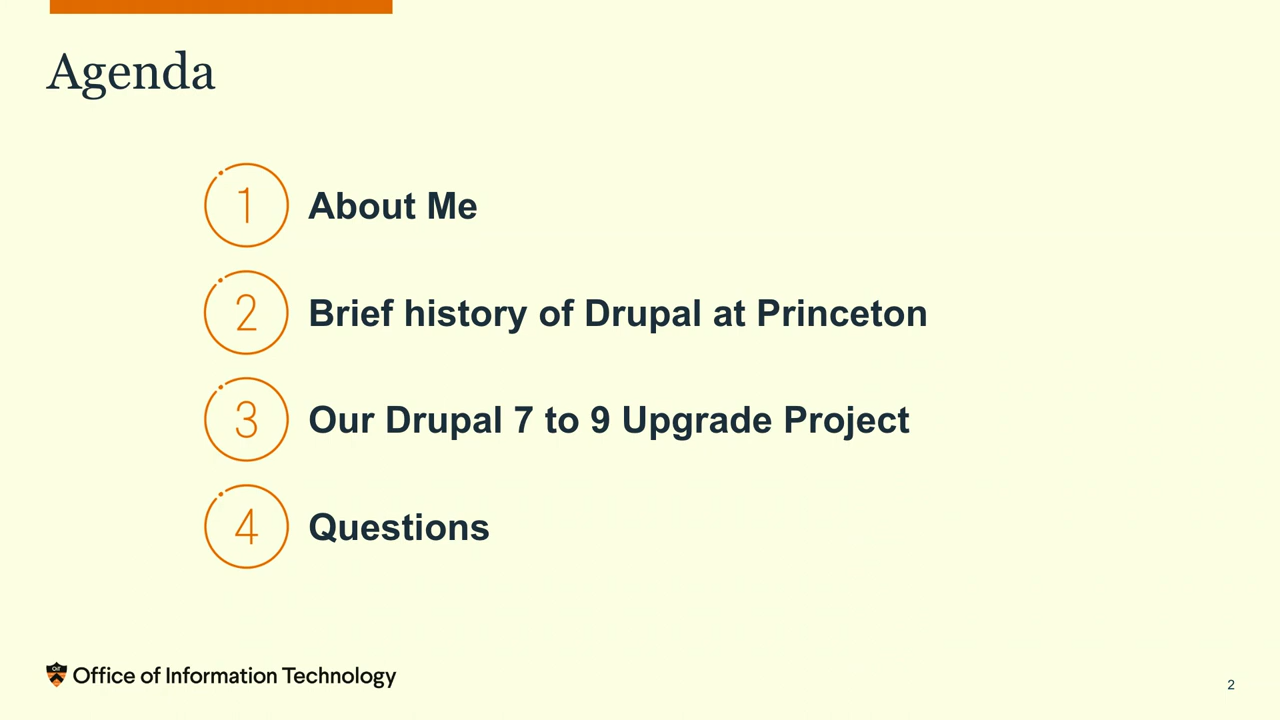 Agenda
1 About Me
2 Brief history of Drupal at Princeton
3 Our Drupal 7 to 9 Upgrade Project
4 Questions
OIT
Office of Information Technology
2